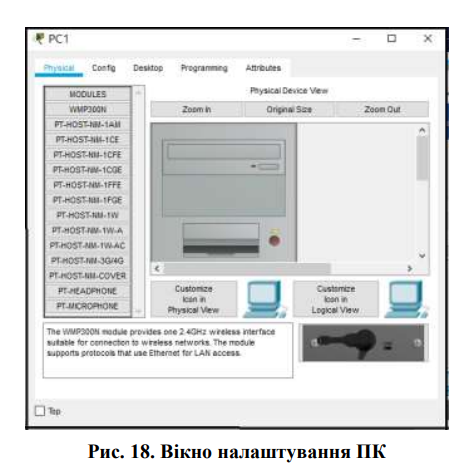 PC1
Physical Config Desktop Programming Attributes
MODULES
WMP300N
PT-HOST-NM-1AM
PT-HOST-NM-1CE
PT-HOST-NM-1CFE
PT-HOST-NM-1CGE
PT-HOST-NM-1FFE
PT-HOST-NM-1FGE
PT-HOST-NM-1W
PT-HOST-NM-1W-A
PT-HOST-NM-1W-AC
PT-HOST-NM-3G/4G
PT-HOST-NM-COVER
PT-HEADPHONE
PT-MICROPHONE
Physical Device View
Zoom In Original Size Zoom Out
Customize
Icon in
Physical View
Customize
Icon in
Logical View
The WMP300N module provides one 2.4GHz wireless interface
suitable for connection to wireless networks. The module
supports protocols that use Ethernet for LAN access.
Top
Рис. 18. Вікно налаштування ПК